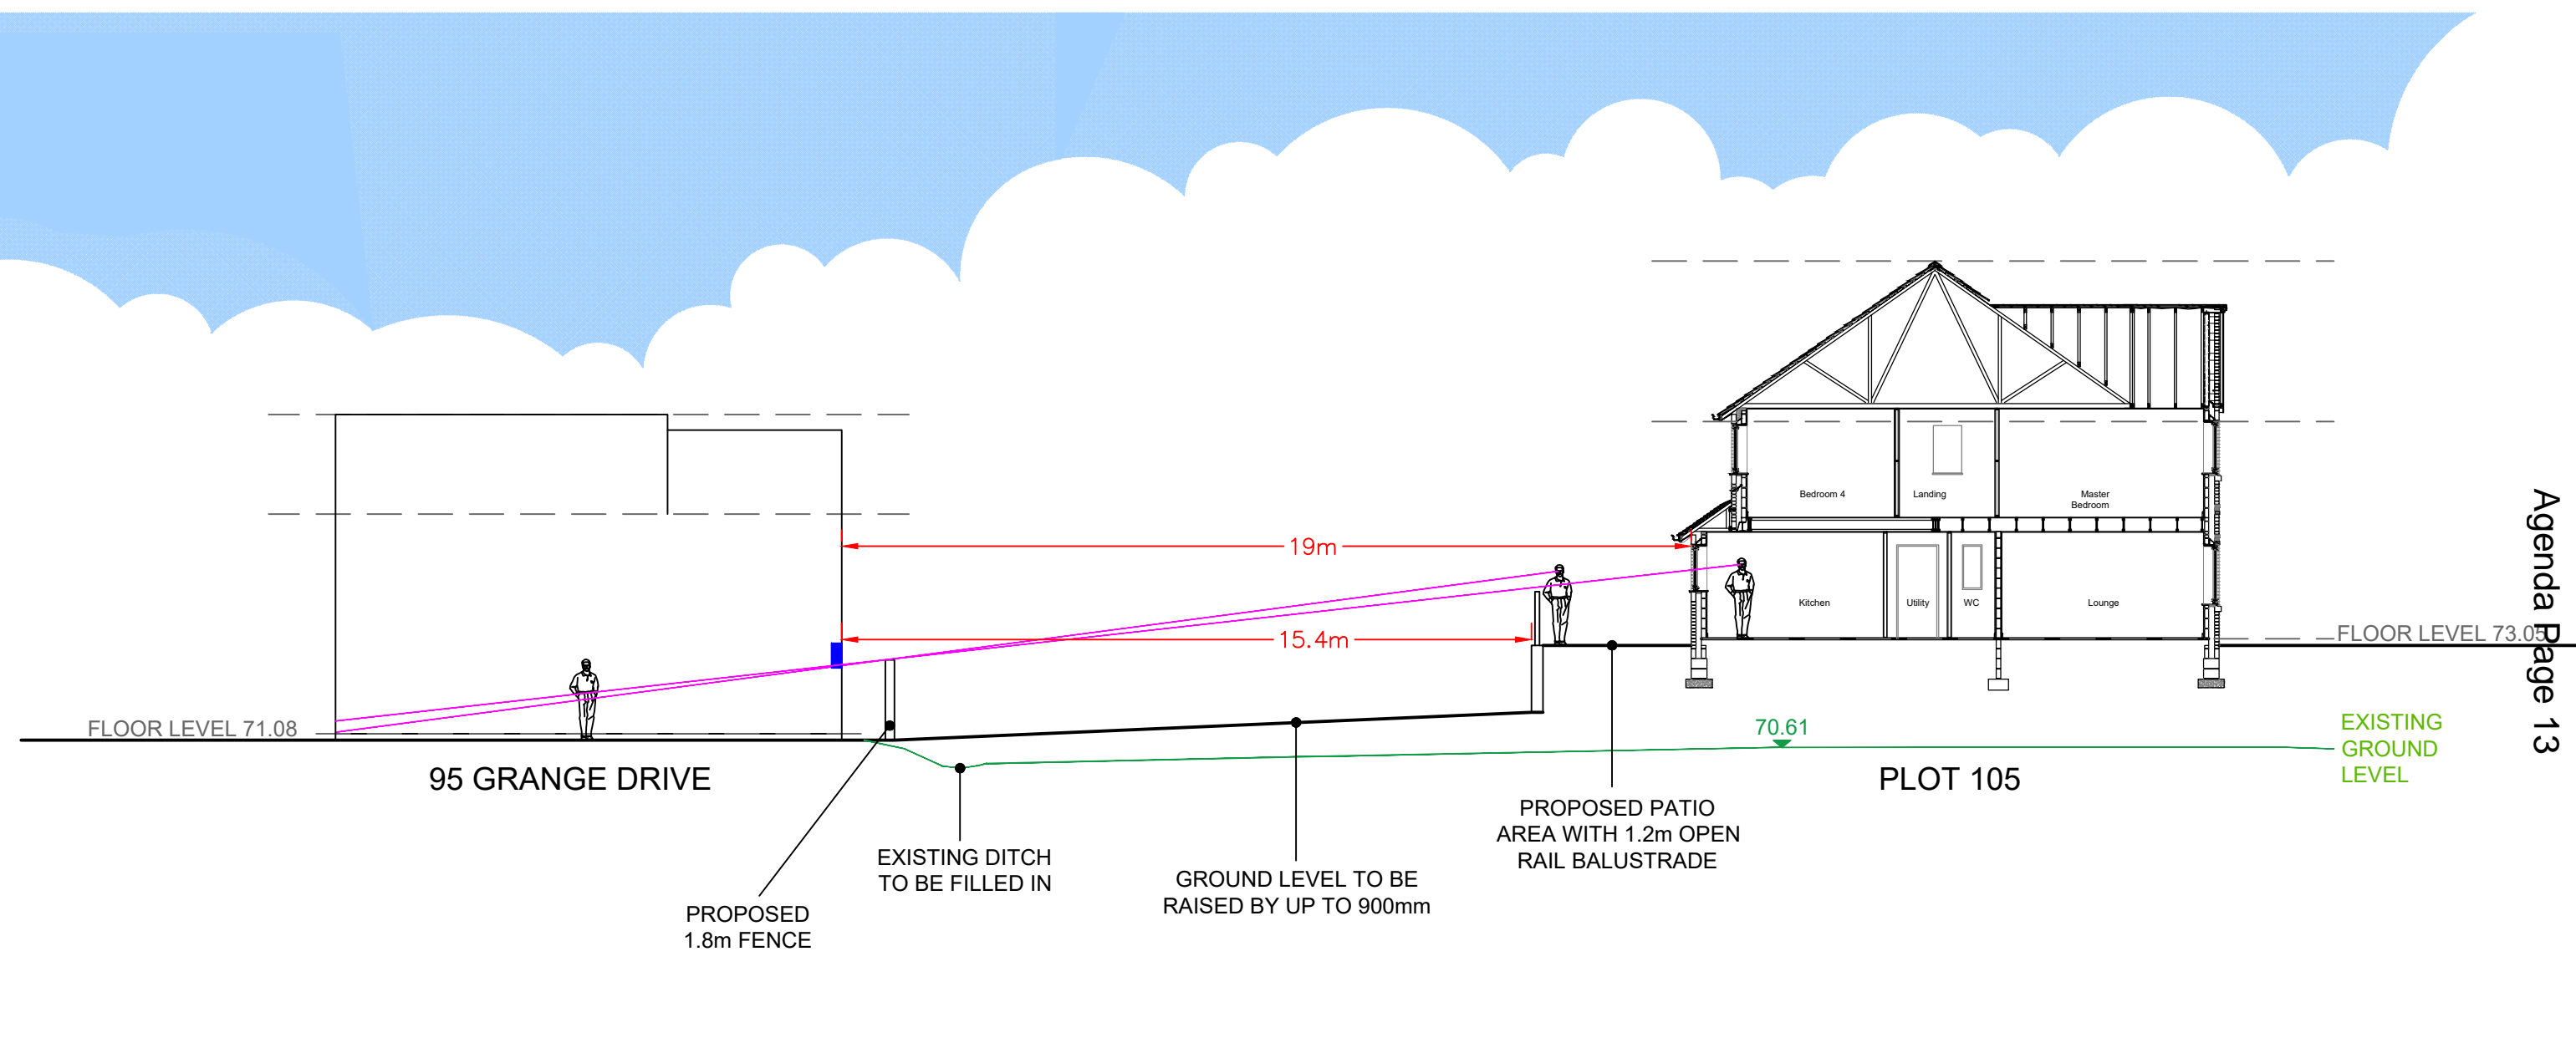 19m
Bedroom 4
Landing
Master
Bedroom
15.4m
Kitchen
Utility
WC
Lounge
FLOOR LEVEL 73.05
FLOOR LEVEL 71.08
70.61
EXISTING
GROUND
LEVEL
95 GRANGE DRIVE
PLOT 105
PROPOSED PATIO
AREA WITH 1.2m OPEN
RAIL BALUSTRADE
EXISTING DITCH
TO BE FILLED IN
GROUND LEVEL TO BE
RAISED BY UP TO 900mm
PROPOSED
1.8m FENCE
Agenda Page 13